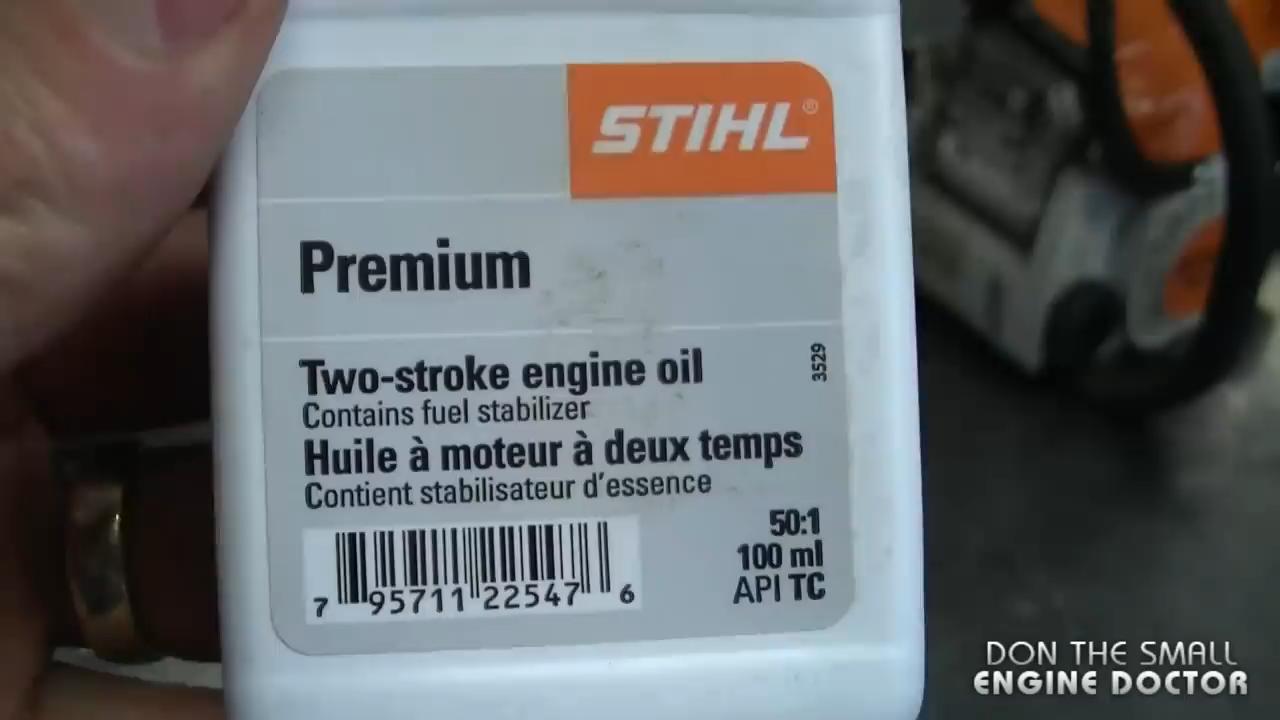 STIHL®
Premium
3529
Two-stroke engine oil
Contains fuel stabilizer
Huile à moteur à deux temps
Contient stabilisateur d'essence
50:1
100 ml
API TC
7 95711 22547 6
DON THE SMALL
ENGINE DOCTOR